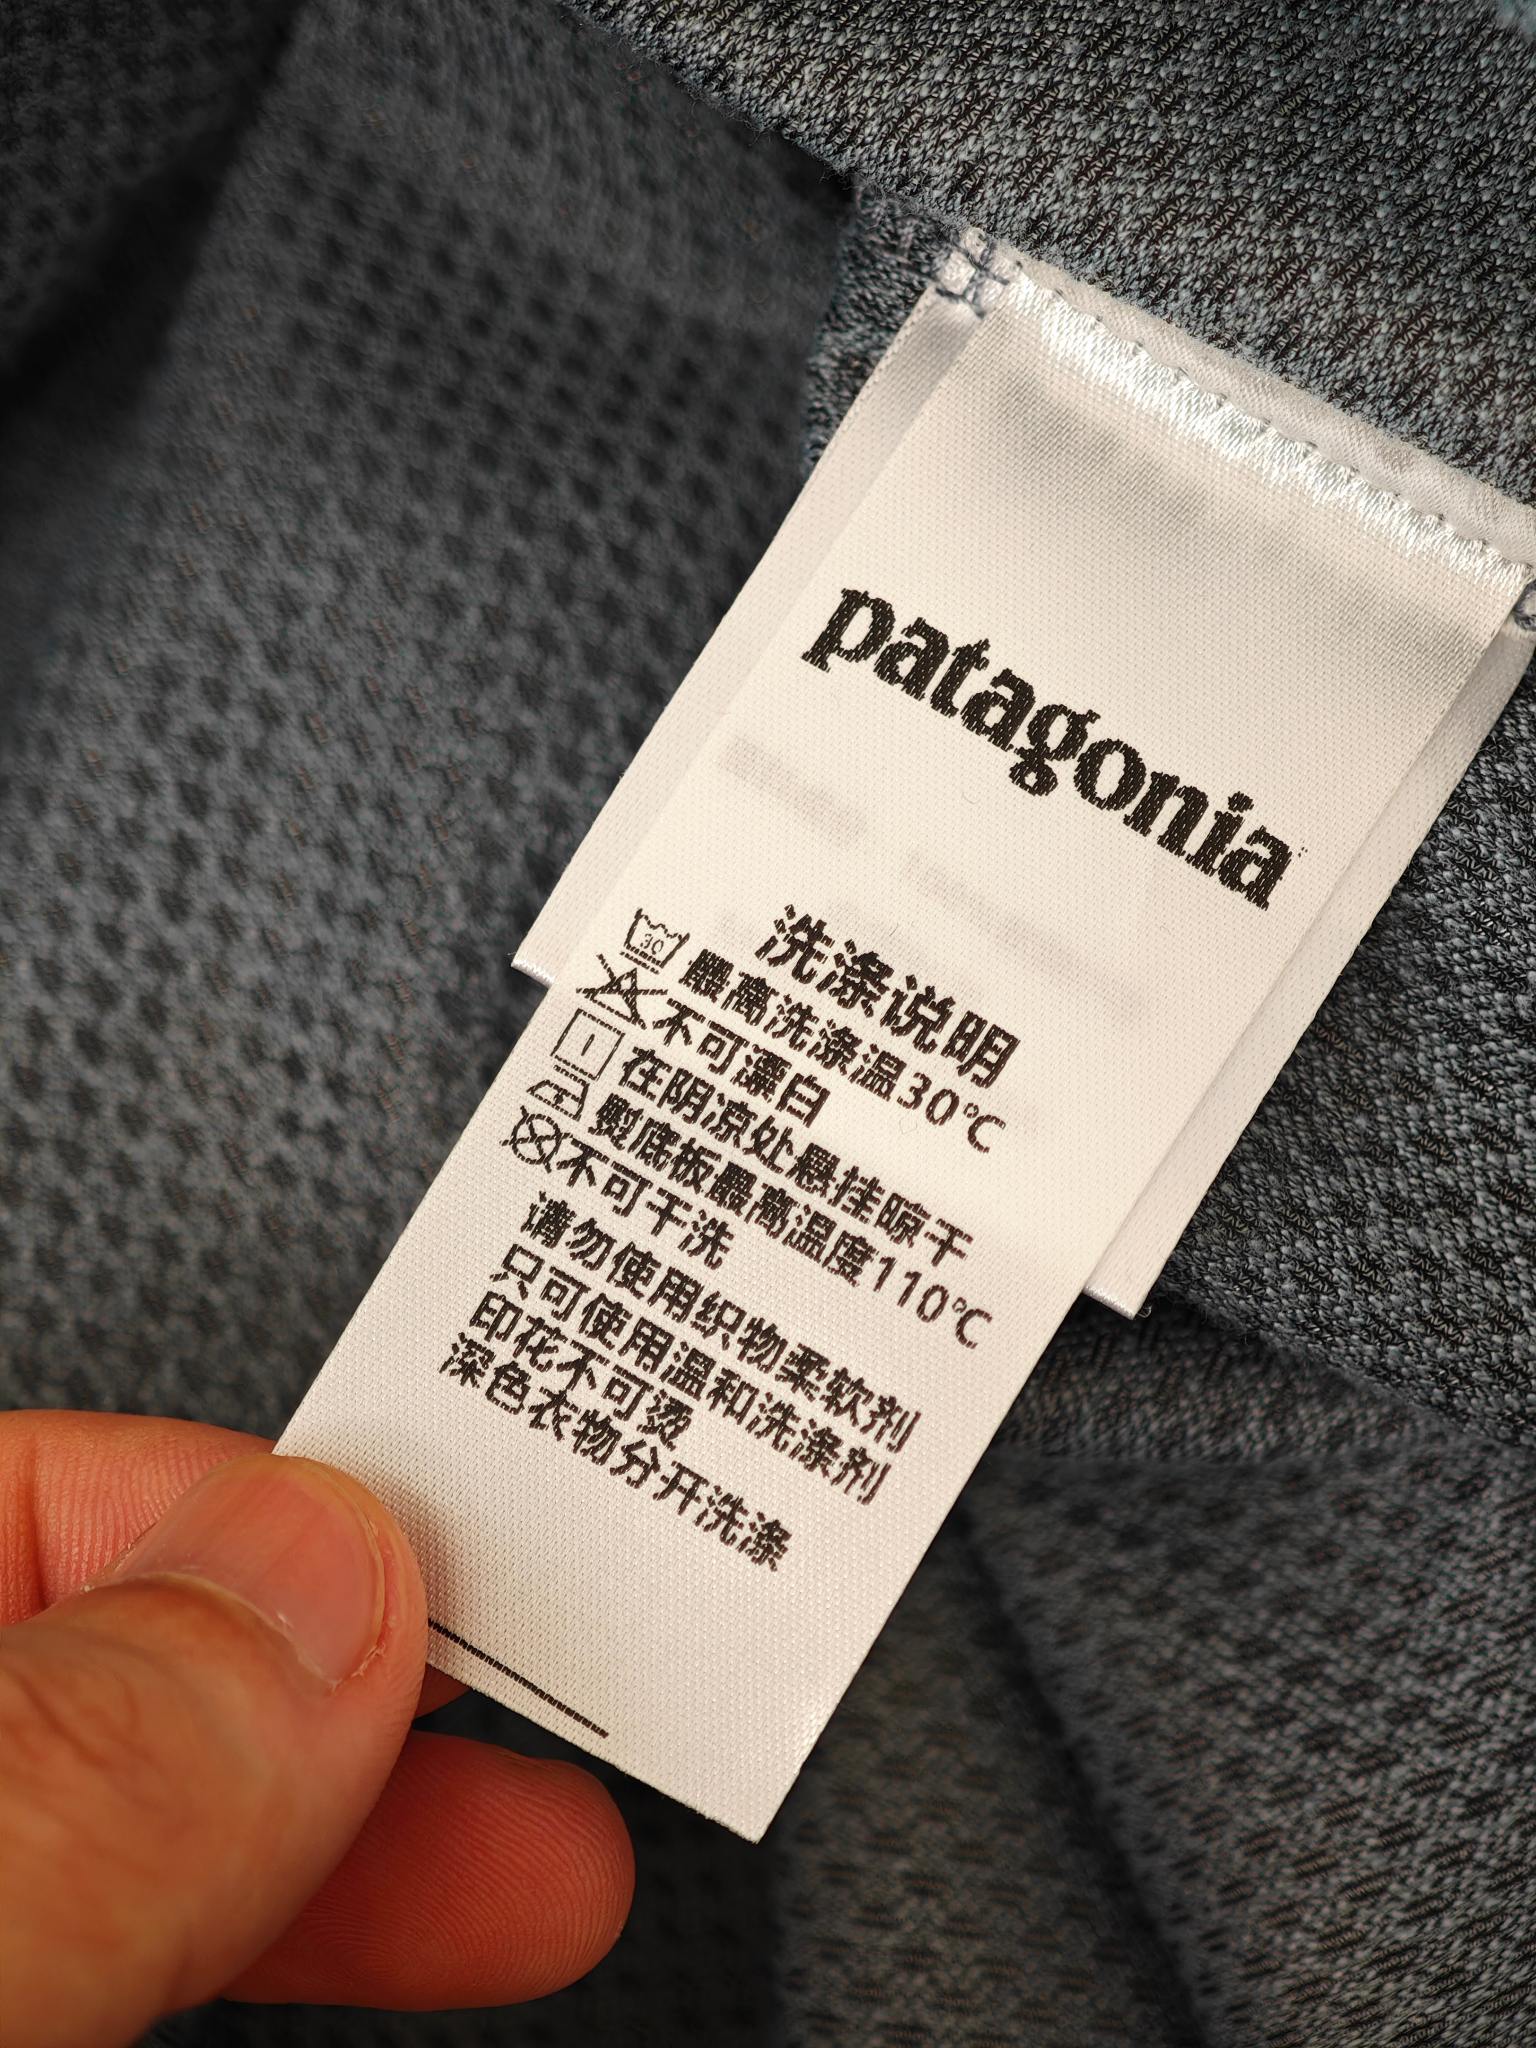 patagonia
洗涤说明
30
最高洗涤温30°C
不可漂白
在阴凉处悬挂晾干
熨底板最高温度110°C
不可干洗
请勿使用织物柔软剂
只可使用温和洗涤剂
印花不可烫
深色衣物分开洗涤